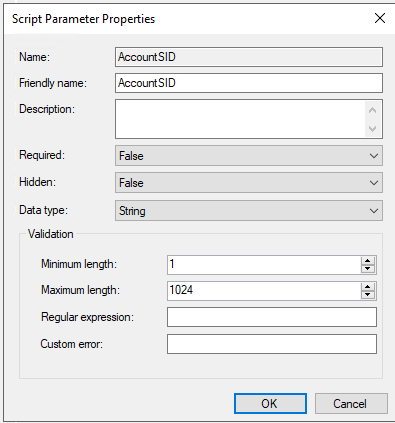 Script Parameter Properties
Name: AccountSID
Friendly name: AccountSID
Description:
Required: False
Hidden: False
Data type: String
Validation
Minimum length: 1
Maximum length: 1024
Regular expression:
Custom error:
OK Cancel